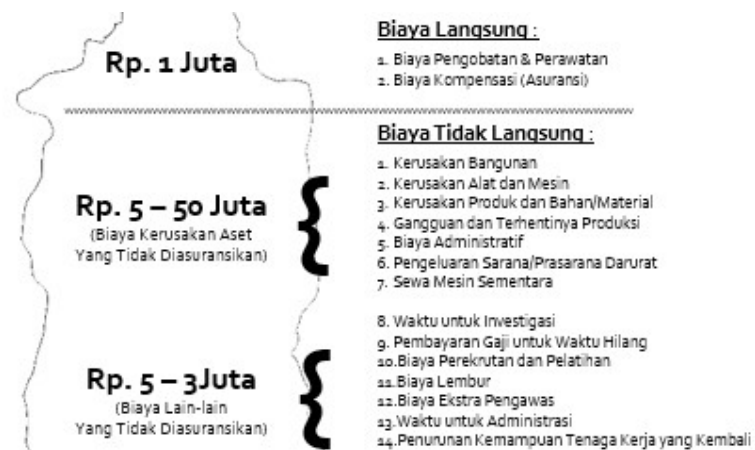 Rp. 1 Juta
Biaya Langsung :
1. Biaya Pengobatan & Perawatan
2. Biaya Kompensasi (Asuransi)
Biaya Tidak Langsung :
1. Kerusakan Bangunan
2. Kerusakan Alat dan Mesin
3. Kerusakan Produk dan Bahan/Material
4. Gangguan dan Terhentinya Produksi
5. Biaya Administratif
6. Pengeluaran Sarana/Prasarana Darurat
7. Sewa Mesin Sementara
Rp. 5 – 50 Juta
(Biaya Kerusakan Aset
Yang Tidak Diasuransikan)
8. Waktu untuk Investigasi
9. Pembayaran Gaji untuk Waktu Hilang
10.Biaya Perekrutan dan Pelatihan
11.Biaya Lembur
12.Biaya Ekstra Pengawas
13.Waktu untuk Administrasi
14.Penurunan Kemampuan Tenaga Kerja yang Kembali
Rp. 5 – 3Juta
(Biaya Lain-lain
Yang Tidak Diasuransikan)